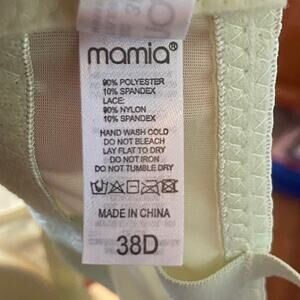 mamia®
90% POLYESTER
10% SPANDEX
LACE:
90% NYLON
10% SPANDEX
HAND WASH COLD
DO NOT BLEACH
LAY FLAT TO DRY
DO NOT IRON
DO NOT TUMBLE DRY
MADE IN CHINA
38D